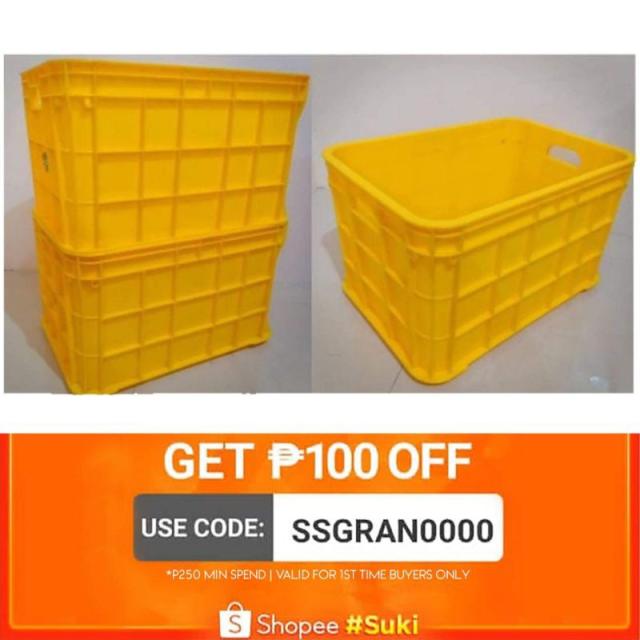 GET ₱100 OFF
USE CODE: SSGRAN0000
*P250 MIN SPEND | VALID FOR 1ST TIME BUYERS ONLY
S Shopee #Suki